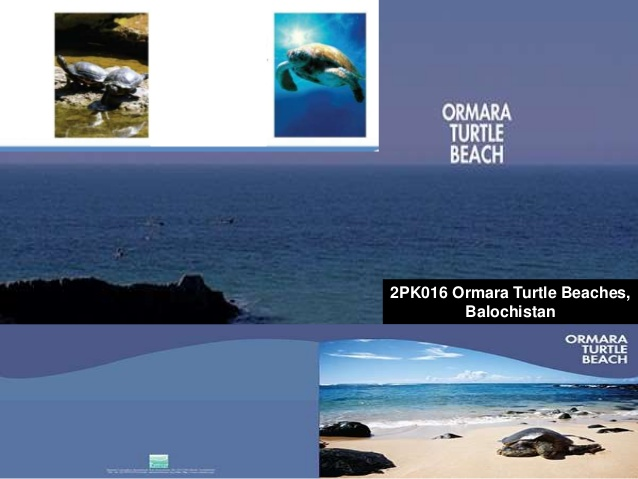 ORMARA
TURTLE
BEACH
2PK016 Ormara Turtle Beaches,
Balochistan
ORMARA
TURTLE
BEACH